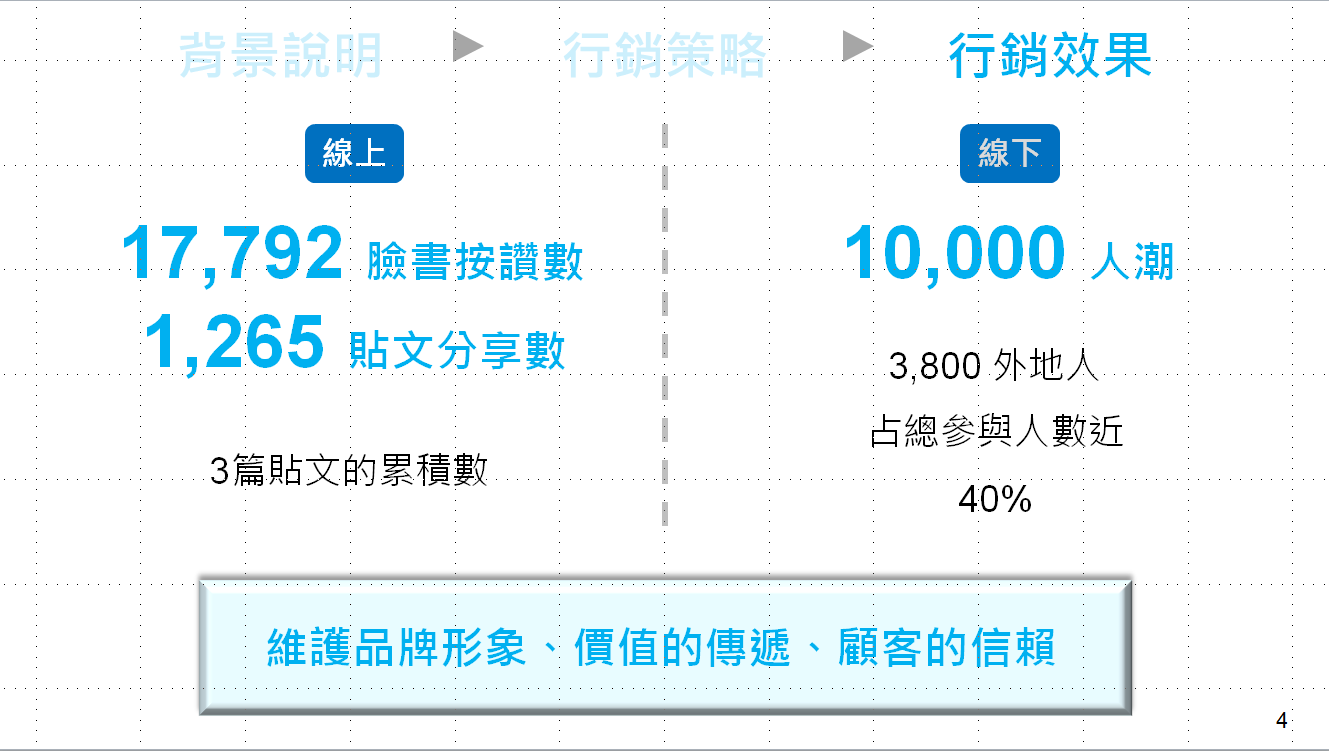 背景說明 行銷策略 行銷效果
線上
17,792 臉書按讚數
1,265 貼文分享數
3篇貼文的累積數
線下
10,000 人潮
3,800 外地人
占總參與人數近
40%
維護品牌形象、價值的傳遞、顧客的信賴
4